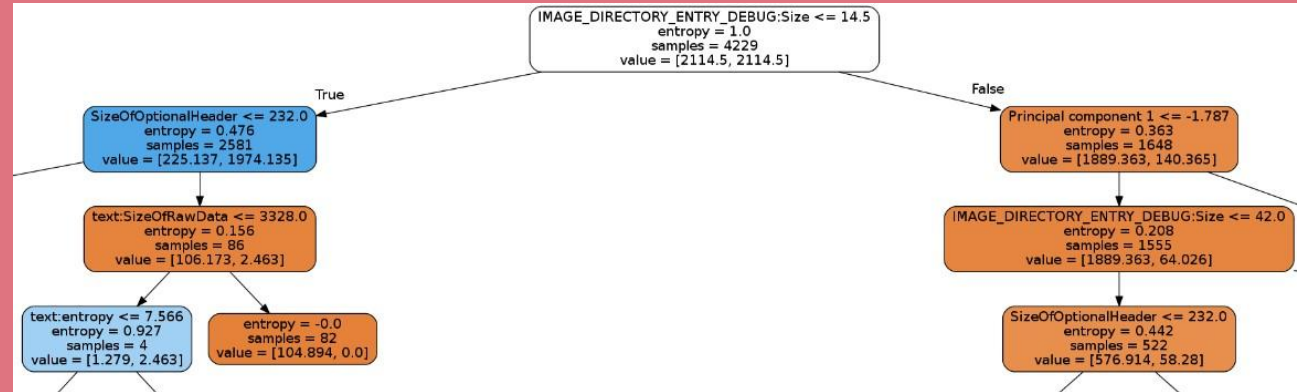 IMAGE_DIRECTORY_ENTRY_DEBUG:Size <= 14.5
entropy = 1.0
samples = 4229
value = [2114.5, 2114.5]
True
False
SizeOfOptionalHeader <= 232.0
entropy = 0.476
samples = 2581
value = [225.137, 1974.135]
Principal component 1 <= -1.787
entropy = 0.363
samples = 1648
value = [1889.363, 140.365]
text:SizeOfRawData <= 3328.0
entropy = 0.156
samples = 86
value = [106.173, 2.463]
IMAGE_DIRECTORY_ENTRY_DEBUG:Size <= 42.0
entropy = 0.208
samples = 1555
value = [1889.363, 64.026]
text:entropy <= 7.566
entropy = 0.927
samples = 4
value = [1.279, 2.463]
entropy = -0.0
samples = 82
value = [104.894, 0.0]
SizeOfOptionalHeader <= 232.0
entropy = 0.442
samples = 522
value = [576.914, 58.28]